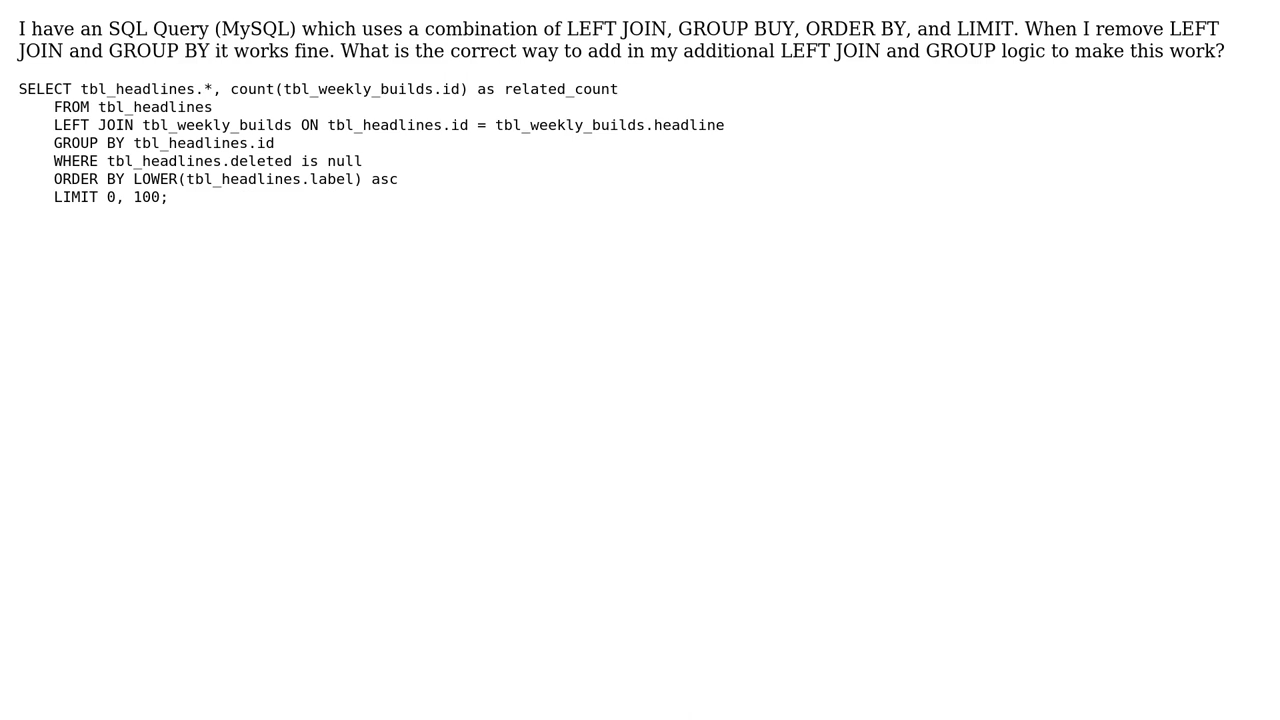 I have an SQL Query (MySQL) which uses a combination of LEFT JOIN, GROUP BUY, ORDER BY, and LIMIT. When I remove LEFT
JOIN and GROUP BY it works fine. What is the correct way to add in my additional LEFT JOIN and GROUP logic to make this work?
SELECT tbl_headlines.*, count(tbl_weekly_builds.id) as related_count
    FROM tbl_headlines
    LEFT JOIN tbl_weekly_builds ON tbl_headlines.id = tbl_weekly_builds.headline
    GROUP BY tbl_headlines.id
    WHERE tbl_headlines.deleted is null
    ORDER BY LOWER(tbl_headlines.label) asc
    LIMIT 0, 100;